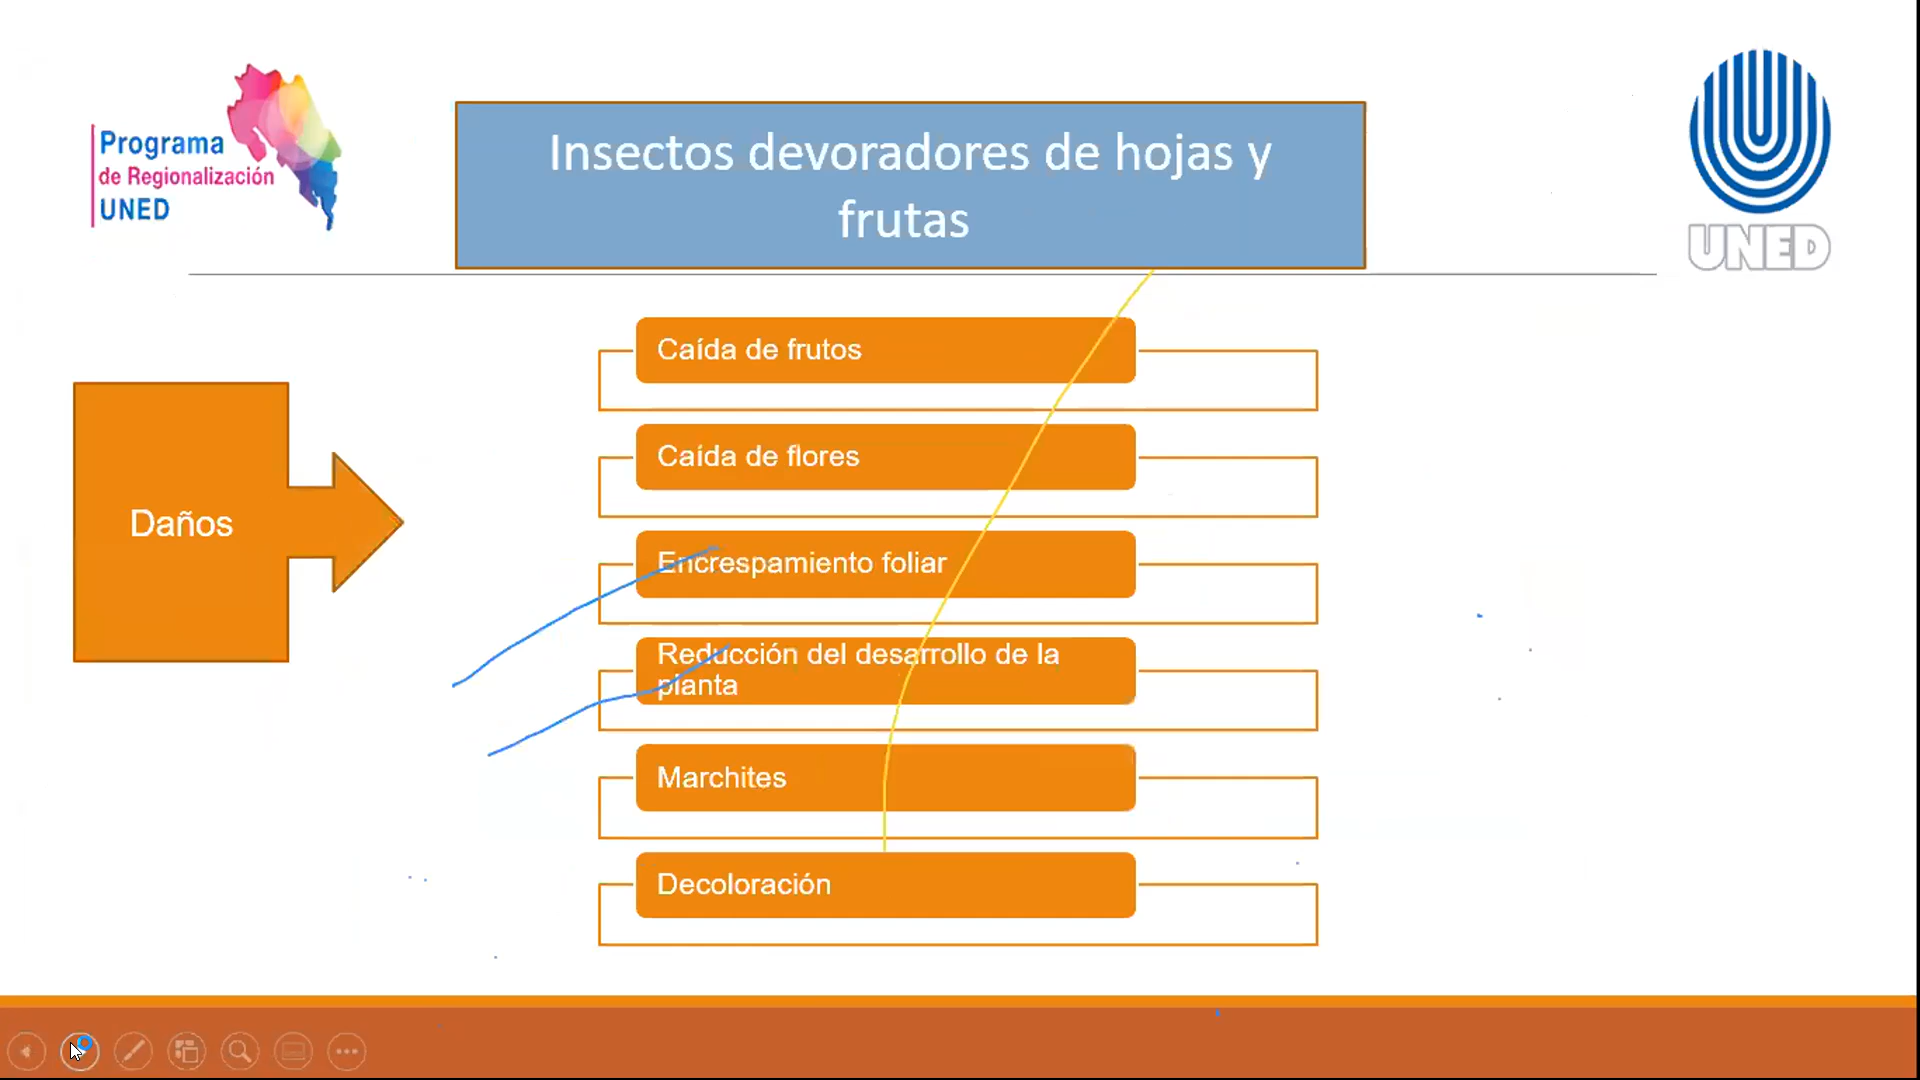 Programa
de Regionalización
UNED
Insectos devoradores de hojas y
frutas
UNED
Daños
Caída de frutos
Caída de flores
Encrespamiento foliar
Reducción del desarrollo de la
planta
Marchites
Decoloración